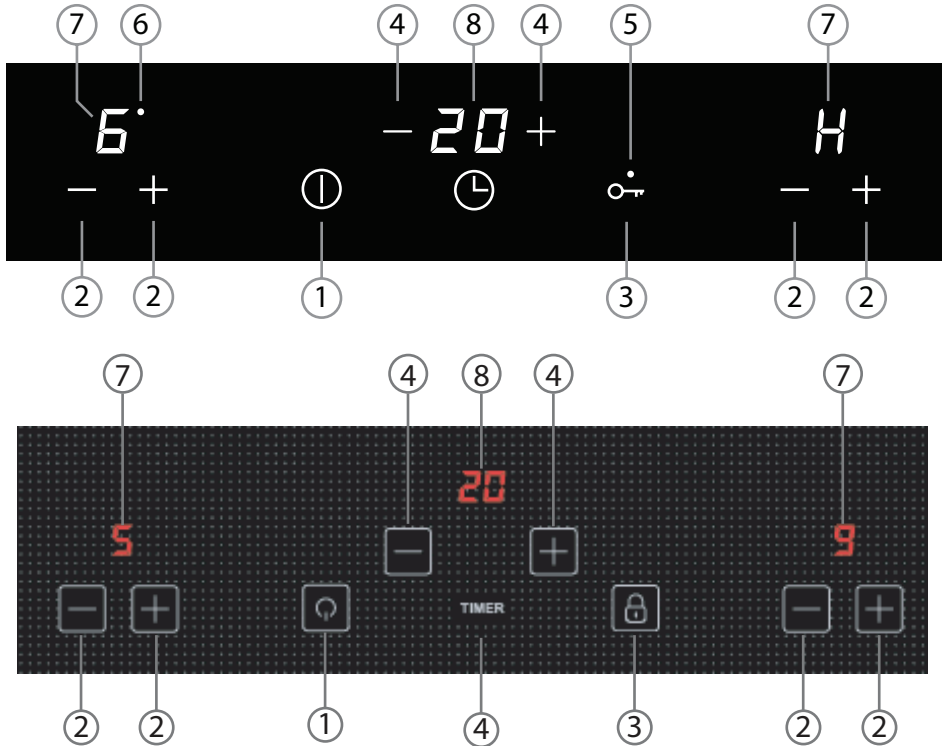 7 6 4 8 4 5 7
6 − 20 + H
− + − +
2 2 1 3 2 2
7 4 8 4 7
20
5 − + 9
− + TIMER − +
2 2 1 4 3 2 2